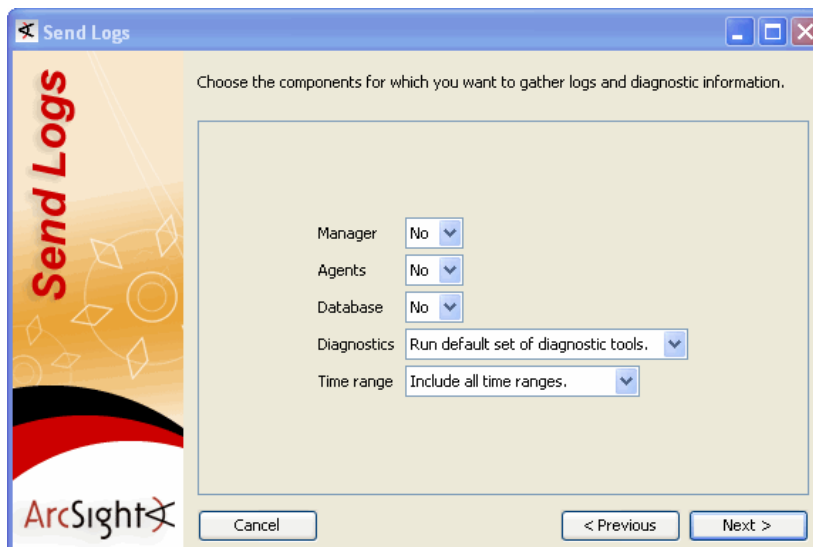 Send Logs
Send Logs
Choose the components for which you want to gather logs and diagnostic information.
Manager No
Agents No
Database No
Diagnostics Run default set of diagnostic tools.
Time range Include all time ranges.
ArcSight
Cancel < Previous Next >